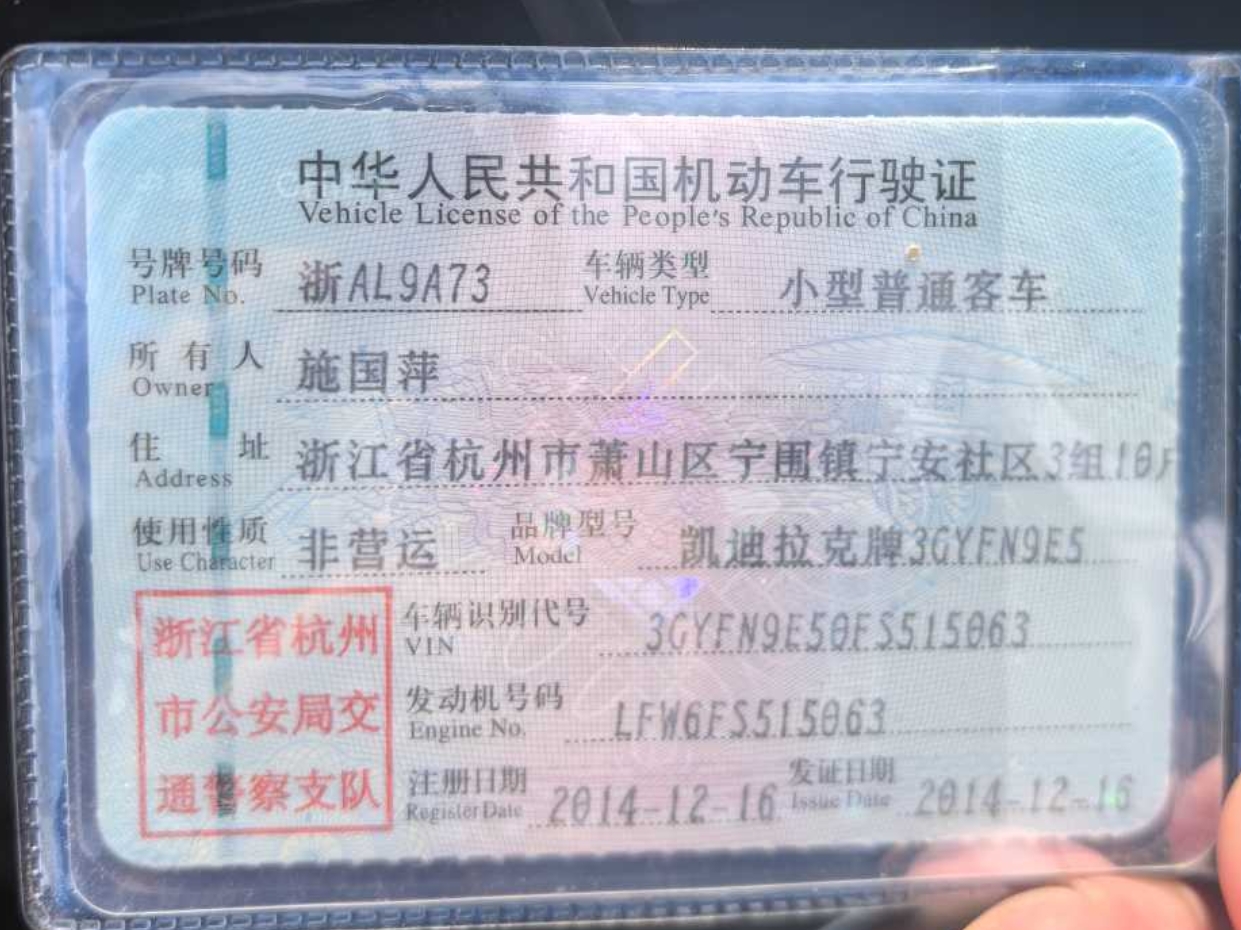 中华人民共和国机动车行驶证
Vehicle License of the People's Republic of China
号牌号码 浙AL9A73 车辆类型 小型普通客车
Plate No. Vehicle Type
所有人 施国萍
Owner
住址 浙江省杭州市萧山区宁围镇宁安社区3组10户
Address
使用性质 非营运 品牌型号 凯迪拉克牌3GYFN9E5
Use Character Model
浙江省杭州
市公安局交
通警察支队
车辆识别代号 3GYFN9E50FS515063
VIN
发动机号码 LFW6FS515063
Engine No.
注册日期 2014-12-16 发证日期 2014-12-16
Register Date Issue Date